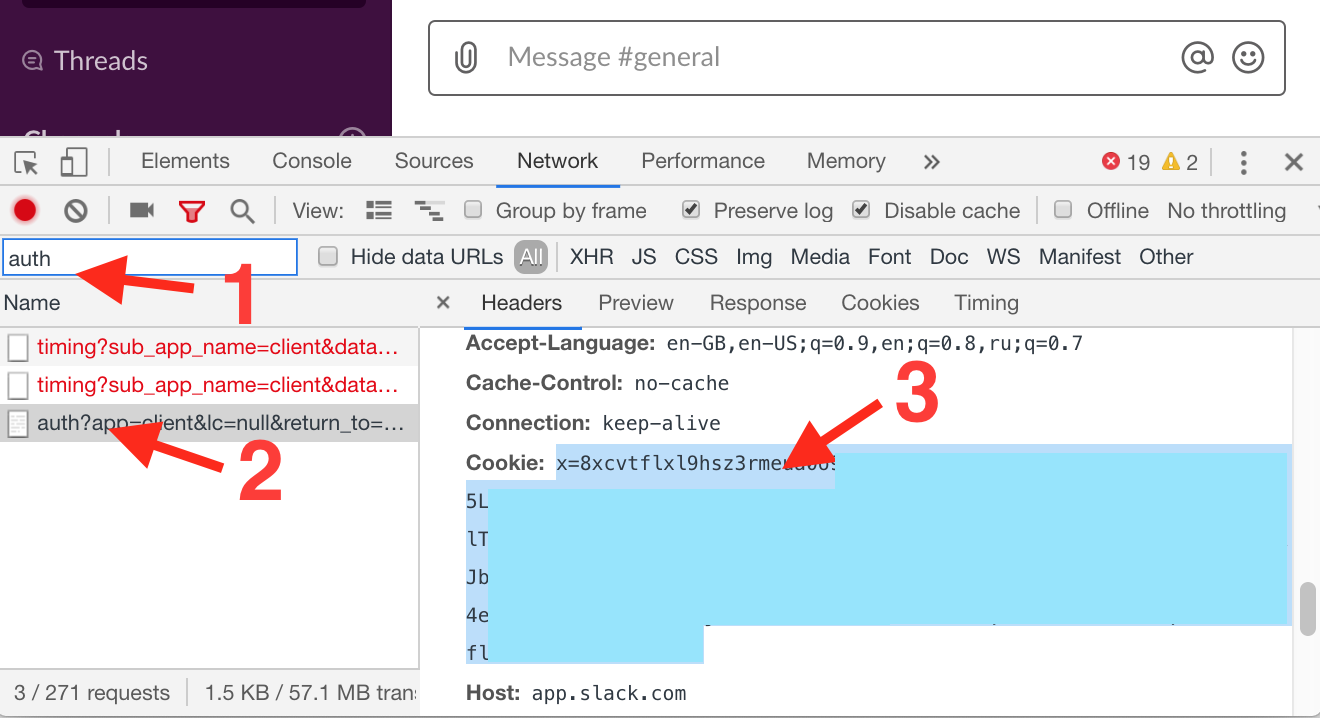 Threads
Message #general
Elements Console Sources Network Performance Memory » 19 2
View: Group by frame Preserve log Disable cache Offline No throttling
auth Hide data URLs All XHR JS CSS Img Media Font Doc WS Manifest Other
1
Name × Headers Preview Response Cookies Timing
timing?sub_app_name=client&data…
timing?sub_app_name=client&data…
auth?app=client&lc=null&return_to=…
2
Accept-Language: en-GB,en-US;q=0.9,en;q=0.8,ru;q=0.7
Cache-Control: no-cache
3
Connection: keep-alive
Cookie:
5L
lT
Jb
4e
fl
Host: app.slack.com
3 / 271 requests 1.5 KB / 57.1 MB